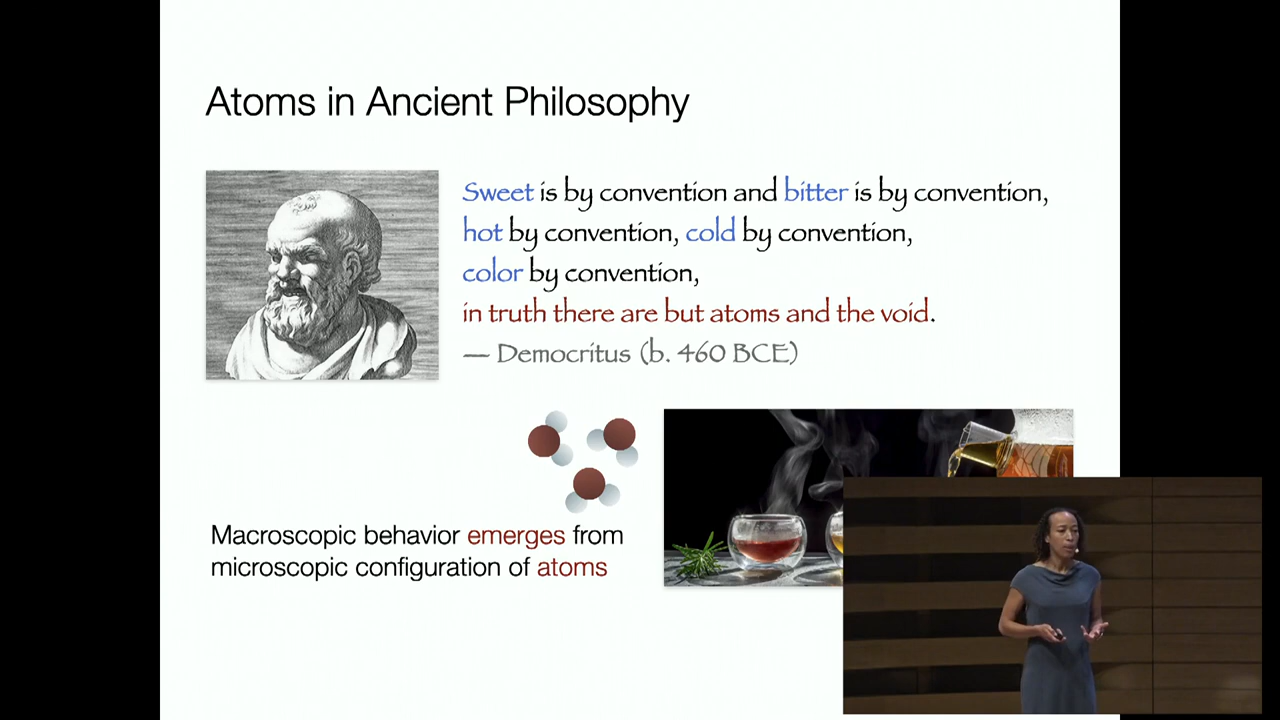 Atoms in Ancient Philosophy
Sweet is by convention and bitter is by convention,
hot by convention, cold by convention,
color by convention,
in truth there are but atoms and the void.
— Democritus (b. 460 BCE)
Macroscopic behavior emerges from
microscopic configuration of atoms